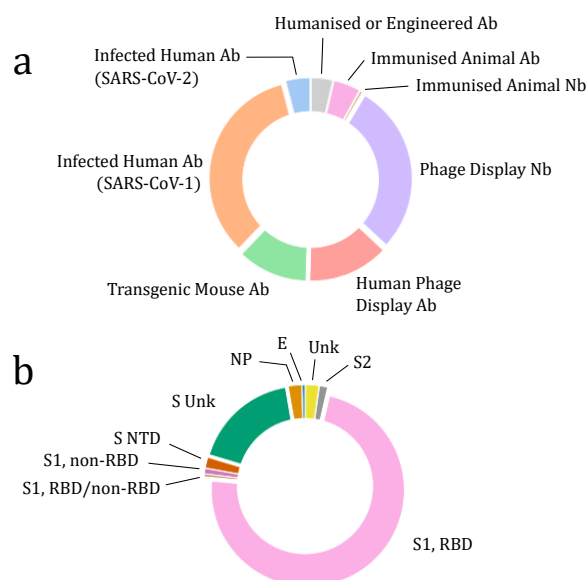 a
Humanised or Engineered Ab
Infected Human Ab
(SARS-CoV-2)
Immunised Animal Ab
Immunised Animal Nb
Infected Human Ab
(SARS-CoV-1)
Phage Display Nb
Transgenic Mouse Ab
Human Phage
Display Ab
b
E
Unk
NP
S2
S Unk
S NTD
S1, non-RBD
S1, RBD/non-RBD
S1, RBD